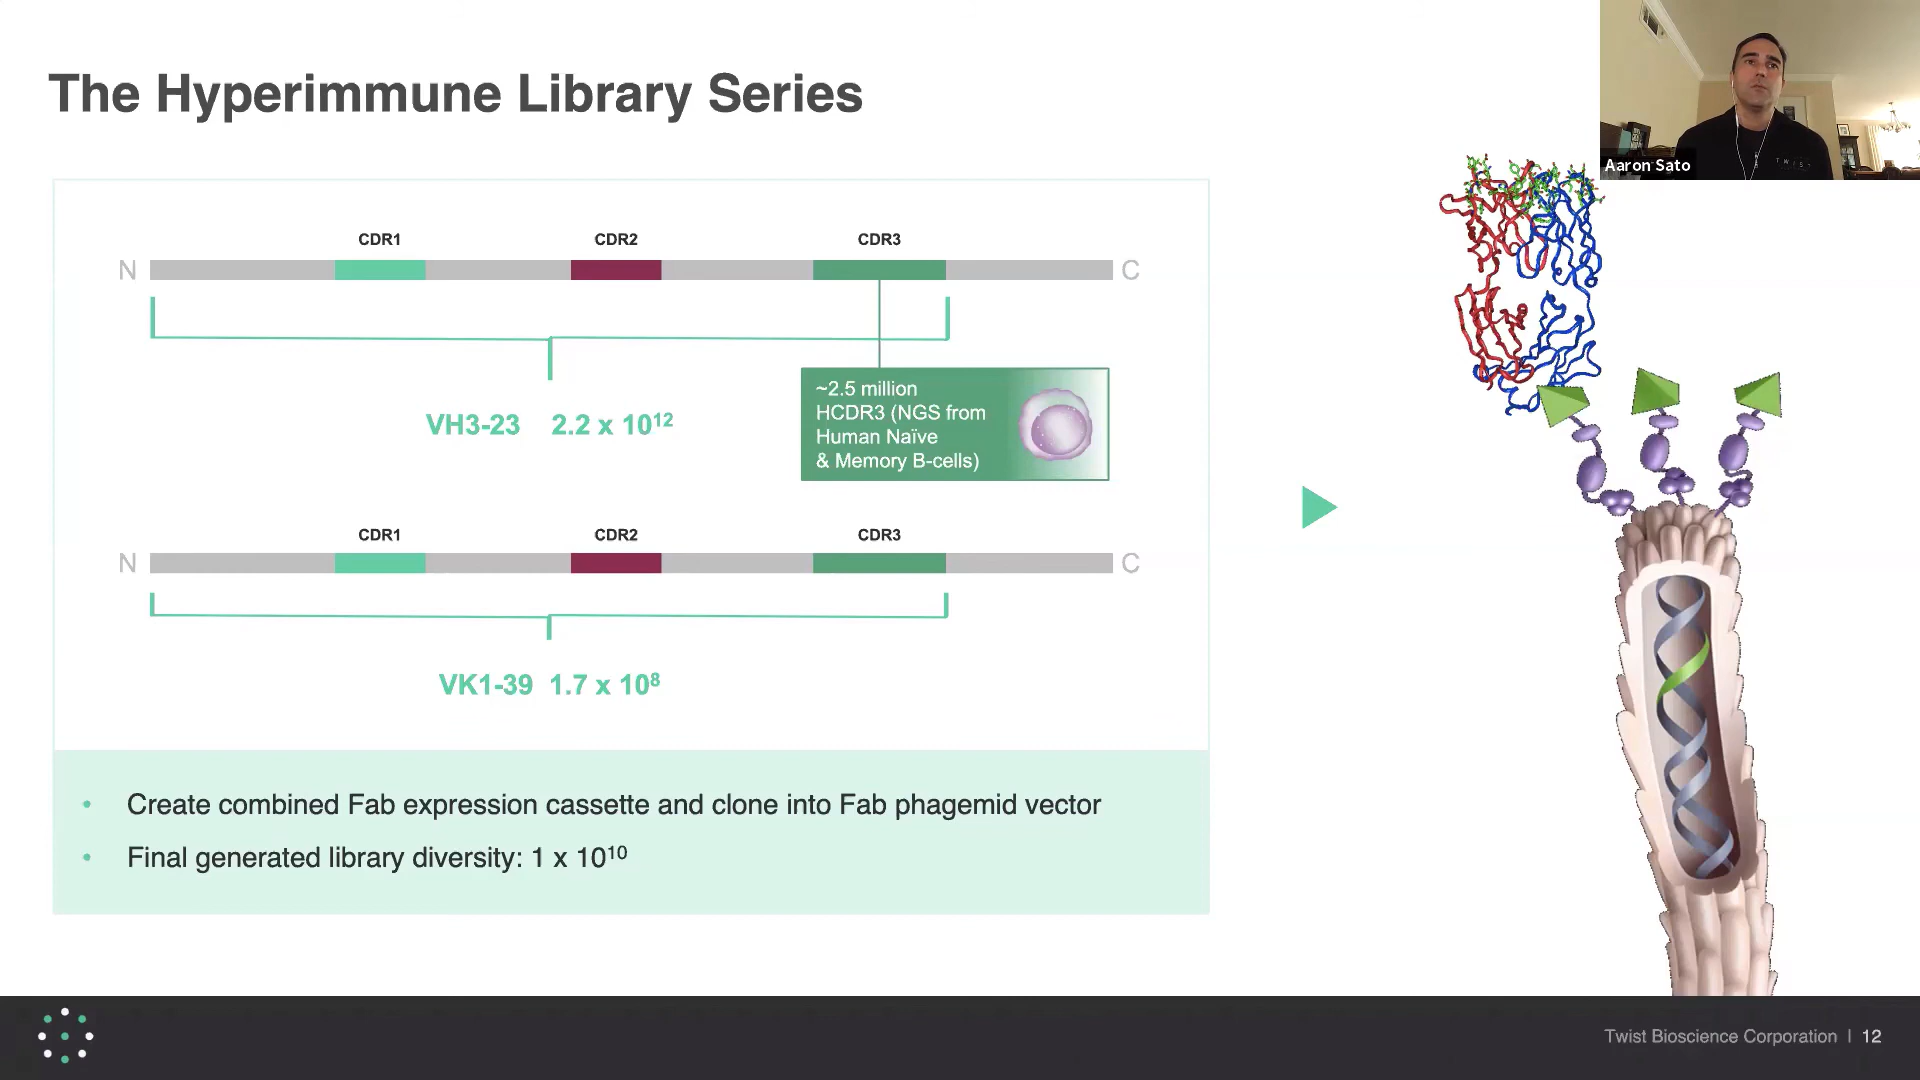 The Hyperimmune Library Series
Aaron Sato
TWIST
CDR1 CDR2 CDR3
N C
~2.5 million
HCDR3 (NGS from
Human Naïve
& Memory B-cells)
VH3-23 2.2 x 10¹²
CDR1 CDR2 CDR3
N C
VK1-39 1.7 x 10⁸
• Create combined Fab expression cassette and clone into Fab phagemid vector
• Final generated library diversity: 1 x 10¹⁰
Twist Bioscience Corporation | 12